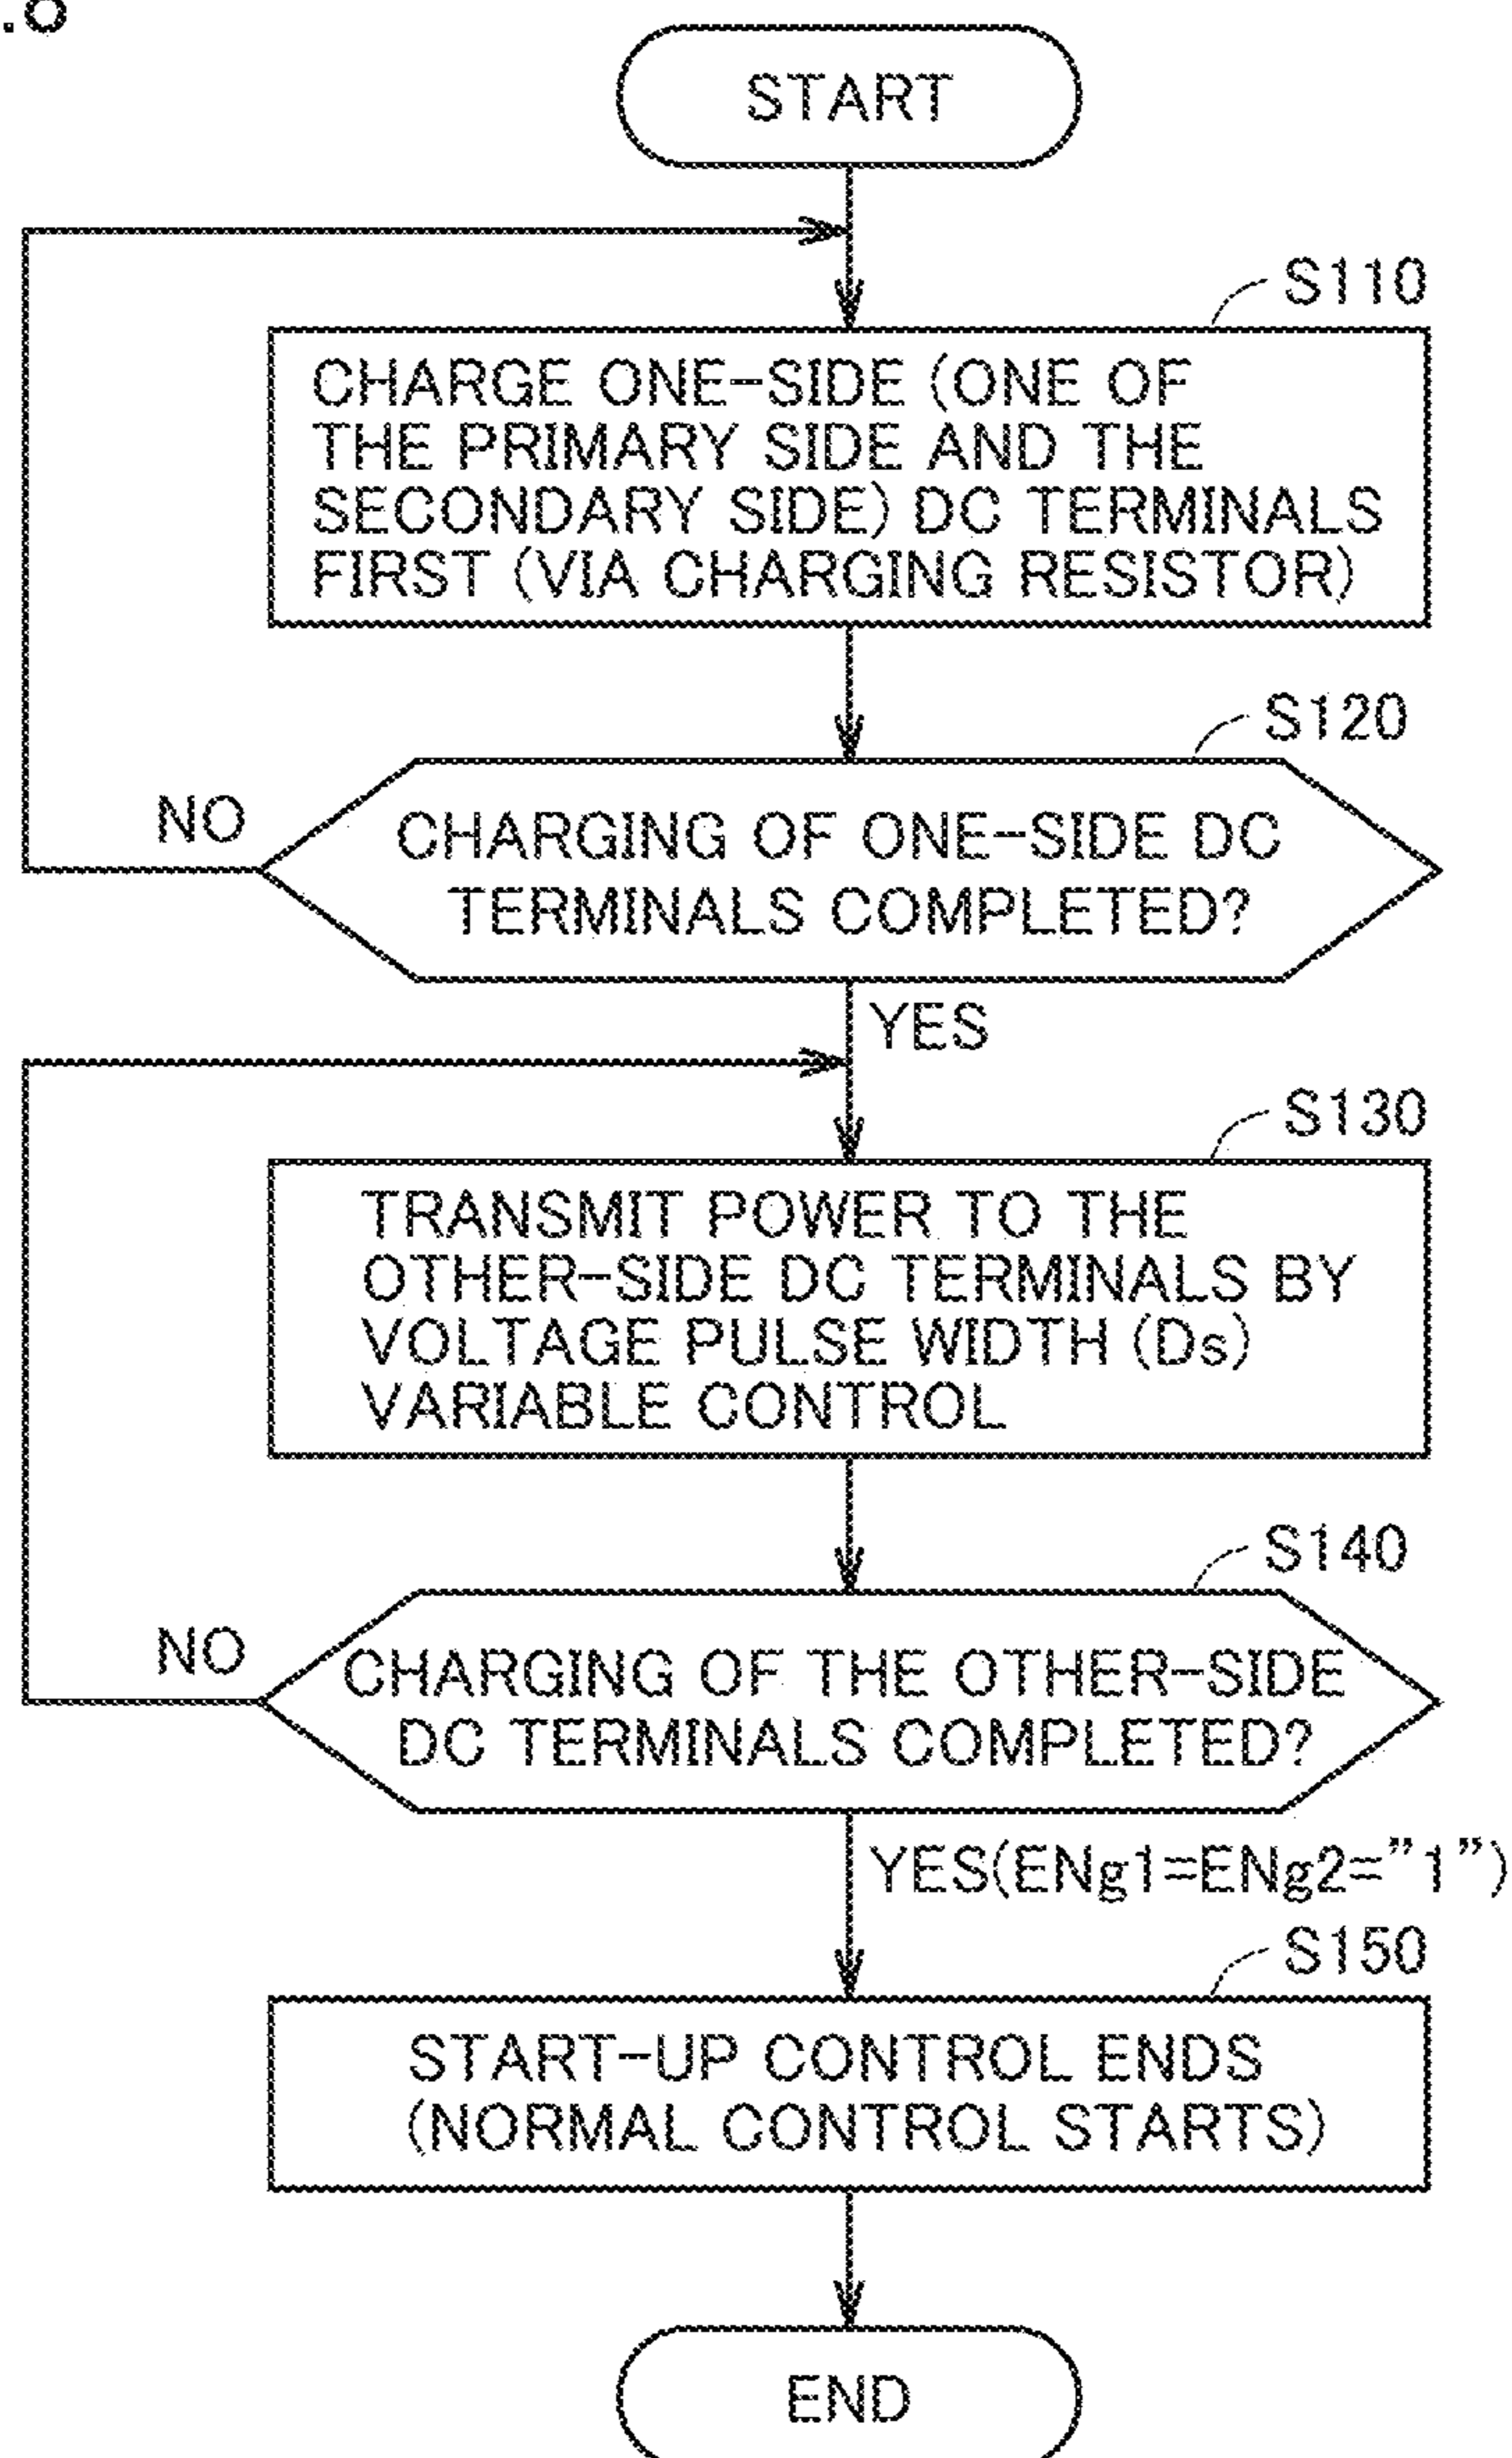 .8
START
S110
CHARGE ONE-SIDE (ONE OF
THE PRIMARY SIDE AND THE
SECONDARY SIDE) DC TERMINALS
FIRST (VIA CHARGING RESISTOR)
S120
NO
CHARGING OF ONE-SIDE DC
TERMINALS COMPLETED?
YES
S130
TRANSMIT POWER TO THE
OTHER-SIDE DC TERMINALS BY
VOLTAGE PULSE WIDTH (Ds)
VARIABLE CONTROL
S140
NO
CHARGING OF THE OTHER-SIDE
DC TERMINALS COMPLETED?
YES(ENg1=ENg2=”1”)
S150
START-UP CONTROL ENDS
(NORMAL CONTROL STARTS)
END